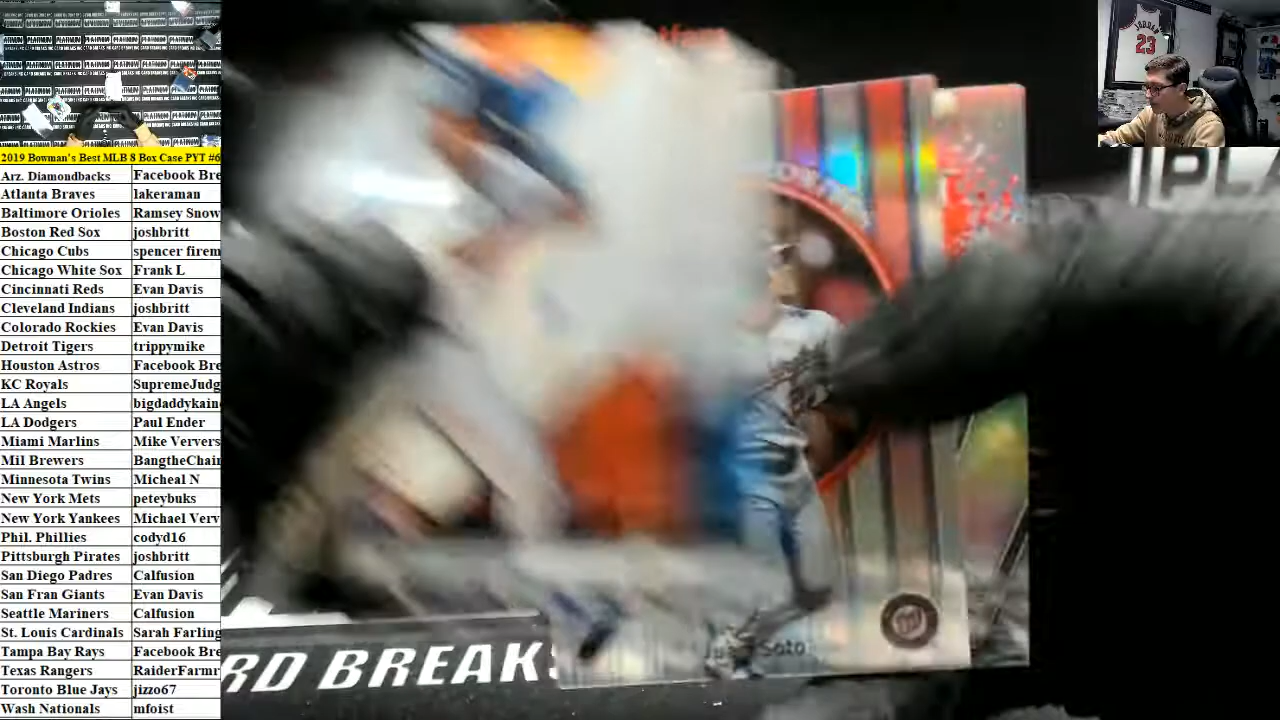 2019 Bowman's Best MLB 8 Box Case PYT #6
Arz. Diamondbacks Facebook Bre
Atlanta Braves lakeraman
Baltimore Orioles Ramsey Snow
Boston Red Sox joshbritt
Chicago Cubs spencer firem
Chicago White Sox Frank L
Cincinnati Reds Evan Davis
Cleveland Indians joshbritt
Colorado Rockies Evan Davis
Detroit Tigers trippymike
Houston Astros Facebook Bre
KC Royals SupremeJudg
LA Angels bigdaddykain
LA Dodgers Paul Ender
Miami Marlins Mike Ververs
Mil Brewers BangtheChain
Minnesota Twins Micheal N
New York Mets peteybuks
New York Yankees Michael Verv
Phil. Phillies codyd16
Pittsburgh Pirates joshbritt
San Diego Padres Calfusion
San Fran Giants Evan Davis
Seattle Mariners Calfusion
St. Louis Cardinals Sarah Farling
Tampa Bay Rays Facebook Bre
Texas Rangers RaiderFarmr
Toronto Blue Jays jizzo67
Wash Nationals mfoist
JORDAN
23
PLA
RD BREAKS
Soto